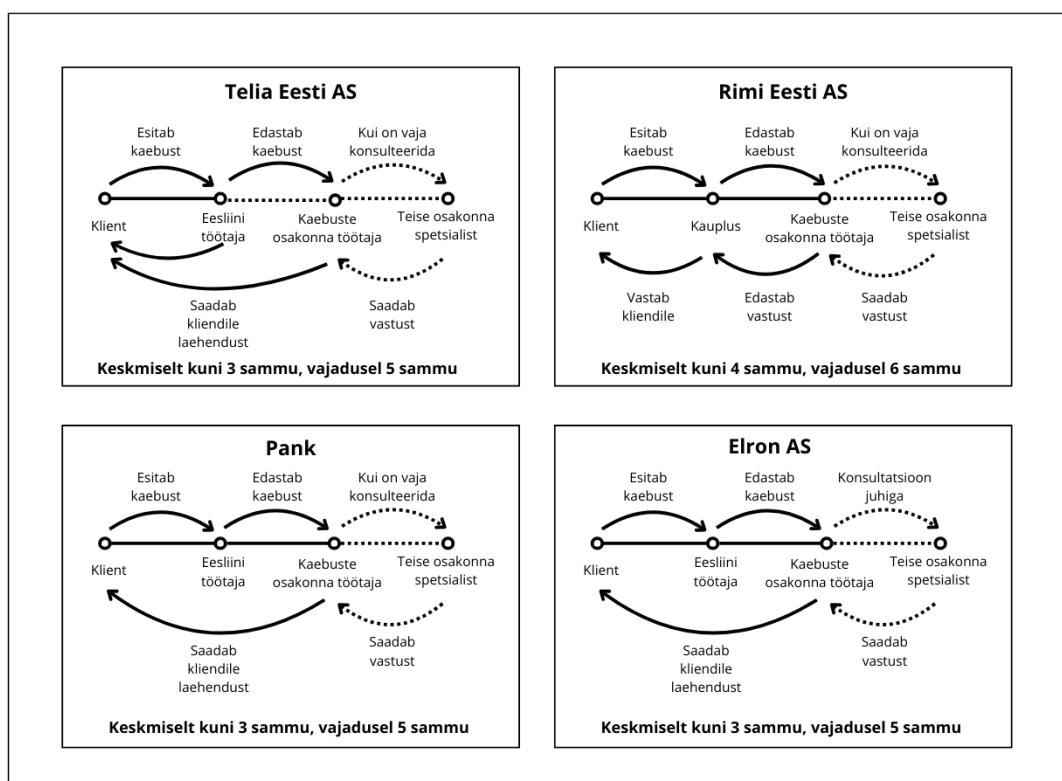 Telia Eesti AS
Esitab
kaebust
Edastab
kaebust
Kui on vaja
konsulteerida
Klient
Eesliini
töötaja
Kaebuste
osakonna töötaja
Teise osakonna
spetsialist
Saadab
kliendile
laehendust
Saadab
vastust
Keskmiselt kuni 3 sammu, vajadusel 5 sammu
Rimi Eesti AS
Esitab
kaebust
Edastab
kaebust
Kui on vaja
konsulteerida
Klient
Kauplus
Kaebuste
osakonna töötaja
Teise osakonna
spetsialist
Vastab
kliendile
Edastab
vastust
Saadab
vastust
Keskmiselt kuni 4 sammu, vajadusel 6 sammu
Pank
Esitab
kaebust
Edastab
kaebust
Kui on vaja
konsulteerida
Klient
Eesliini
töötaja
Kaebuste
osakonna töötaja
Teise osakonna
spetsialist
Saadab
kliendile
laehendust
Saadab
vastust
Keskmiselt kuni 3 sammu, vajadusel 5 sammu
Elron AS
Esitab
kaebust
Edastab
kaebust
Konsultatsioon
juhiga
Klient
Eesliini
töötaja
Kaebuste
osakonna töötaja
Teise osakonna
spetsialist
Saadab
kliendile
laehendust
Saadab
vastust
Keskmiselt kuni 3 sammu, vajadusel 5 sammu